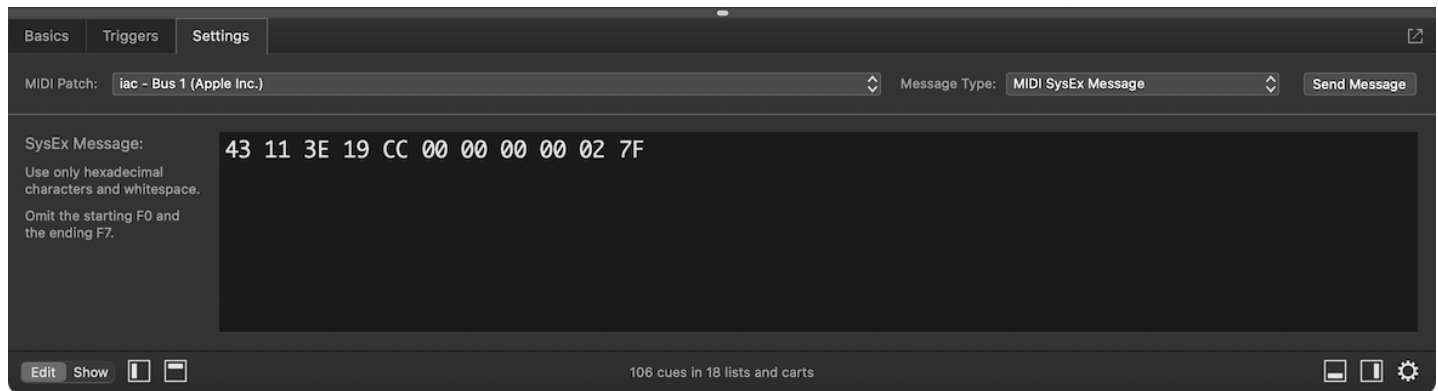 Basics Triggers Settings
MIDI Patch: iac - Bus 1 (Apple Inc.) Message Type: MIDI SysEx Message Send Message
SysEx Message:
43 11 3E 19 CC 00 00 00 00 02 7F
Use only hexadecimal
characters and whitespace.
Omit the starting F0 and
the ending F7.
Edit Show 106 cues in 18 lists and carts